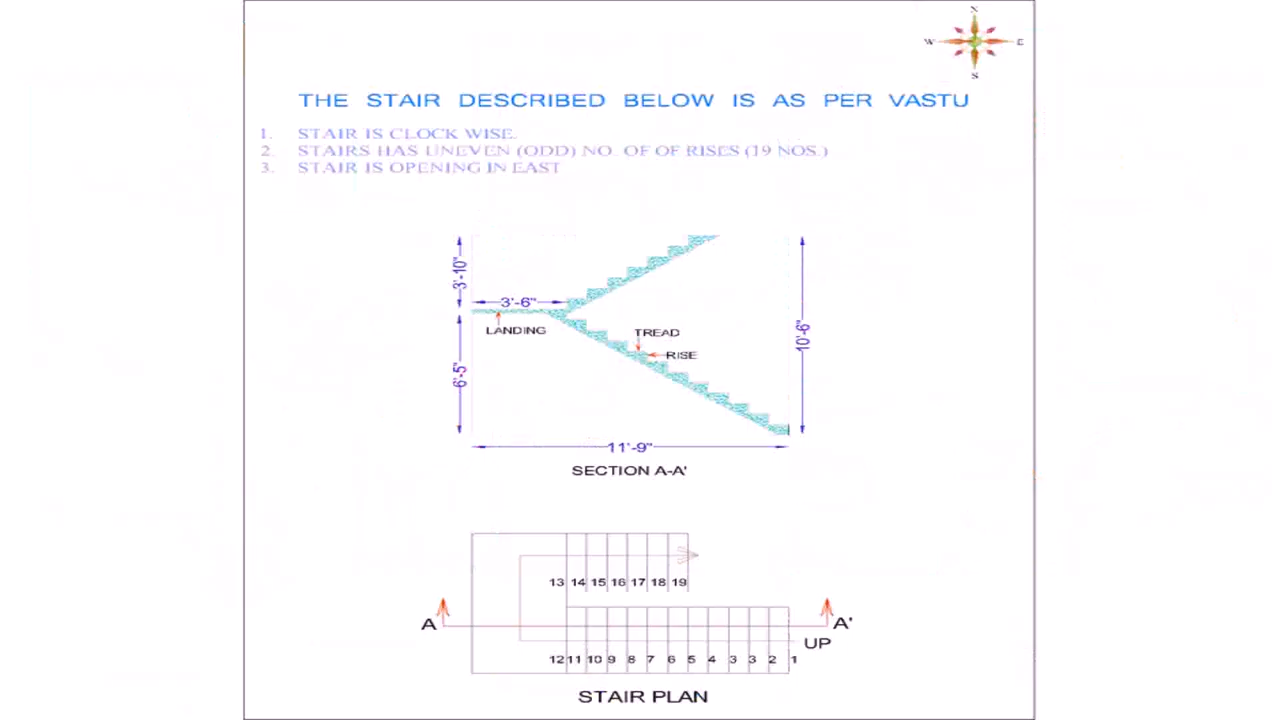 N
W E
S
THE STAIR DESCRIBED BELOW IS AS PER VASTU
1. STAIR IS CLOCK WISE.
2. STAIRS HAS UNEVEN (ODD) NO. OF OF RISES (19 NOS.)
3. STAIR IS OPENING IN EAST
3'-10"
3'-6"
LANDING
TREAD
RISE
6'-5"
10'-6"
11'-9"
SECTION A-A'
13 14 15 16 17 18 19
A A'
UP
12 11 10 9 8 7 6 5 4 3 3 2 1
STAIR PLAN